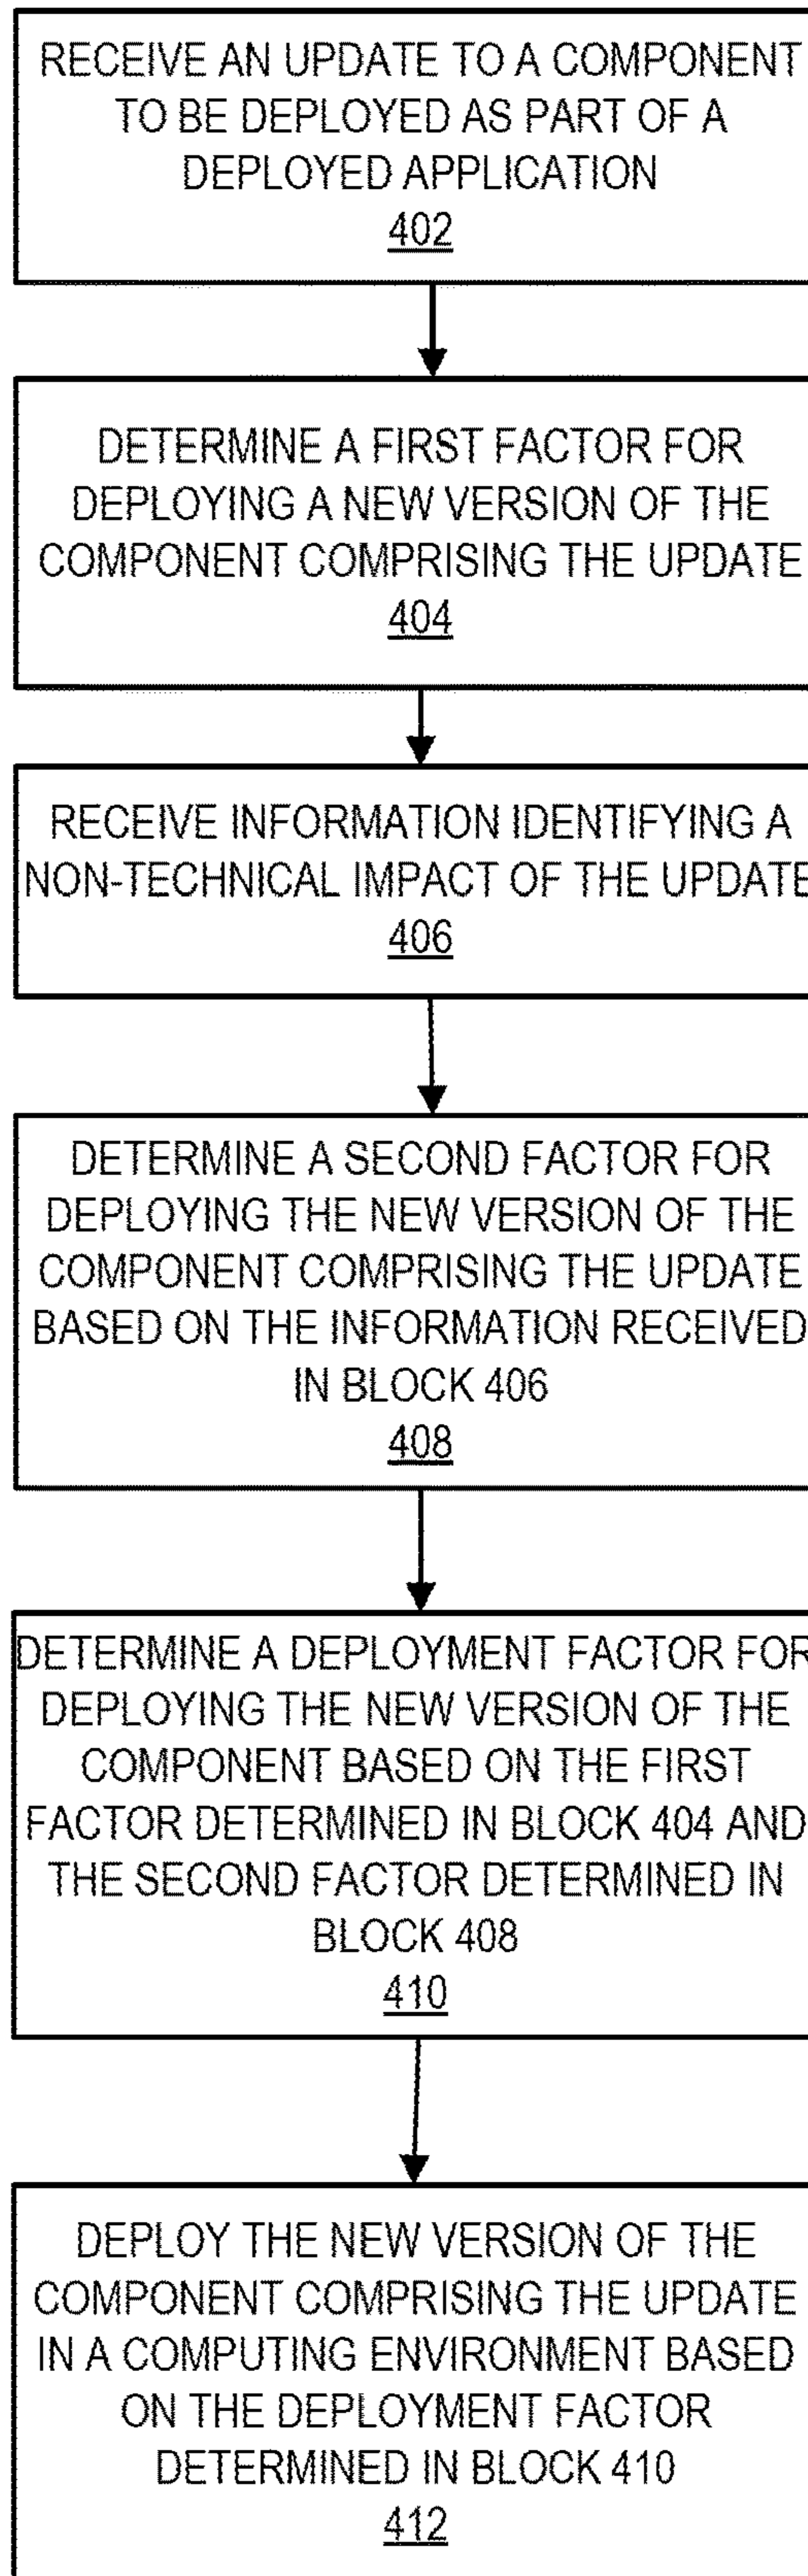 RECEIVE AN UPDATE TO A COMPONENT
TO BE DEPLOYED AS PART OF A
DEPLOYED APPLICATION
402
DETERMINE A FIRST FACTOR FOR
DEPLOYING A NEW VERSION OF THE
COMPONENT COMPRISING THE UPDATE
404
RECEIVE INFORMATION IDENTIFYING A
NON-TECHNICAL IMPACT OF THE UPDATE
406
DETERMINE A SECOND FACTOR FOR
DEPLOYING THE NEW VERSION OF THE
COMPONENT COMPRISING THE UPDATE
BASED ON THE INFORMATION RECEIVED
IN BLOCK 406
408
DETERMINE A DEPLOYMENT FACTOR FOR
DEPLOYING THE NEW VERSION OF THE
COMPONENT BASED ON THE FIRST
FACTOR DETERMINED IN BLOCK 404 AND
THE SECOND FACTOR DETERMINED IN
BLOCK 408
410
DEPLOY THE NEW VERSION OF THE
COMPONENT COMPRISING THE UPDATE
IN A COMPUTING ENVIRONMENT BASED
ON THE DEPLOYMENT FACTOR
DETERMINED IN BLOCK 410
412